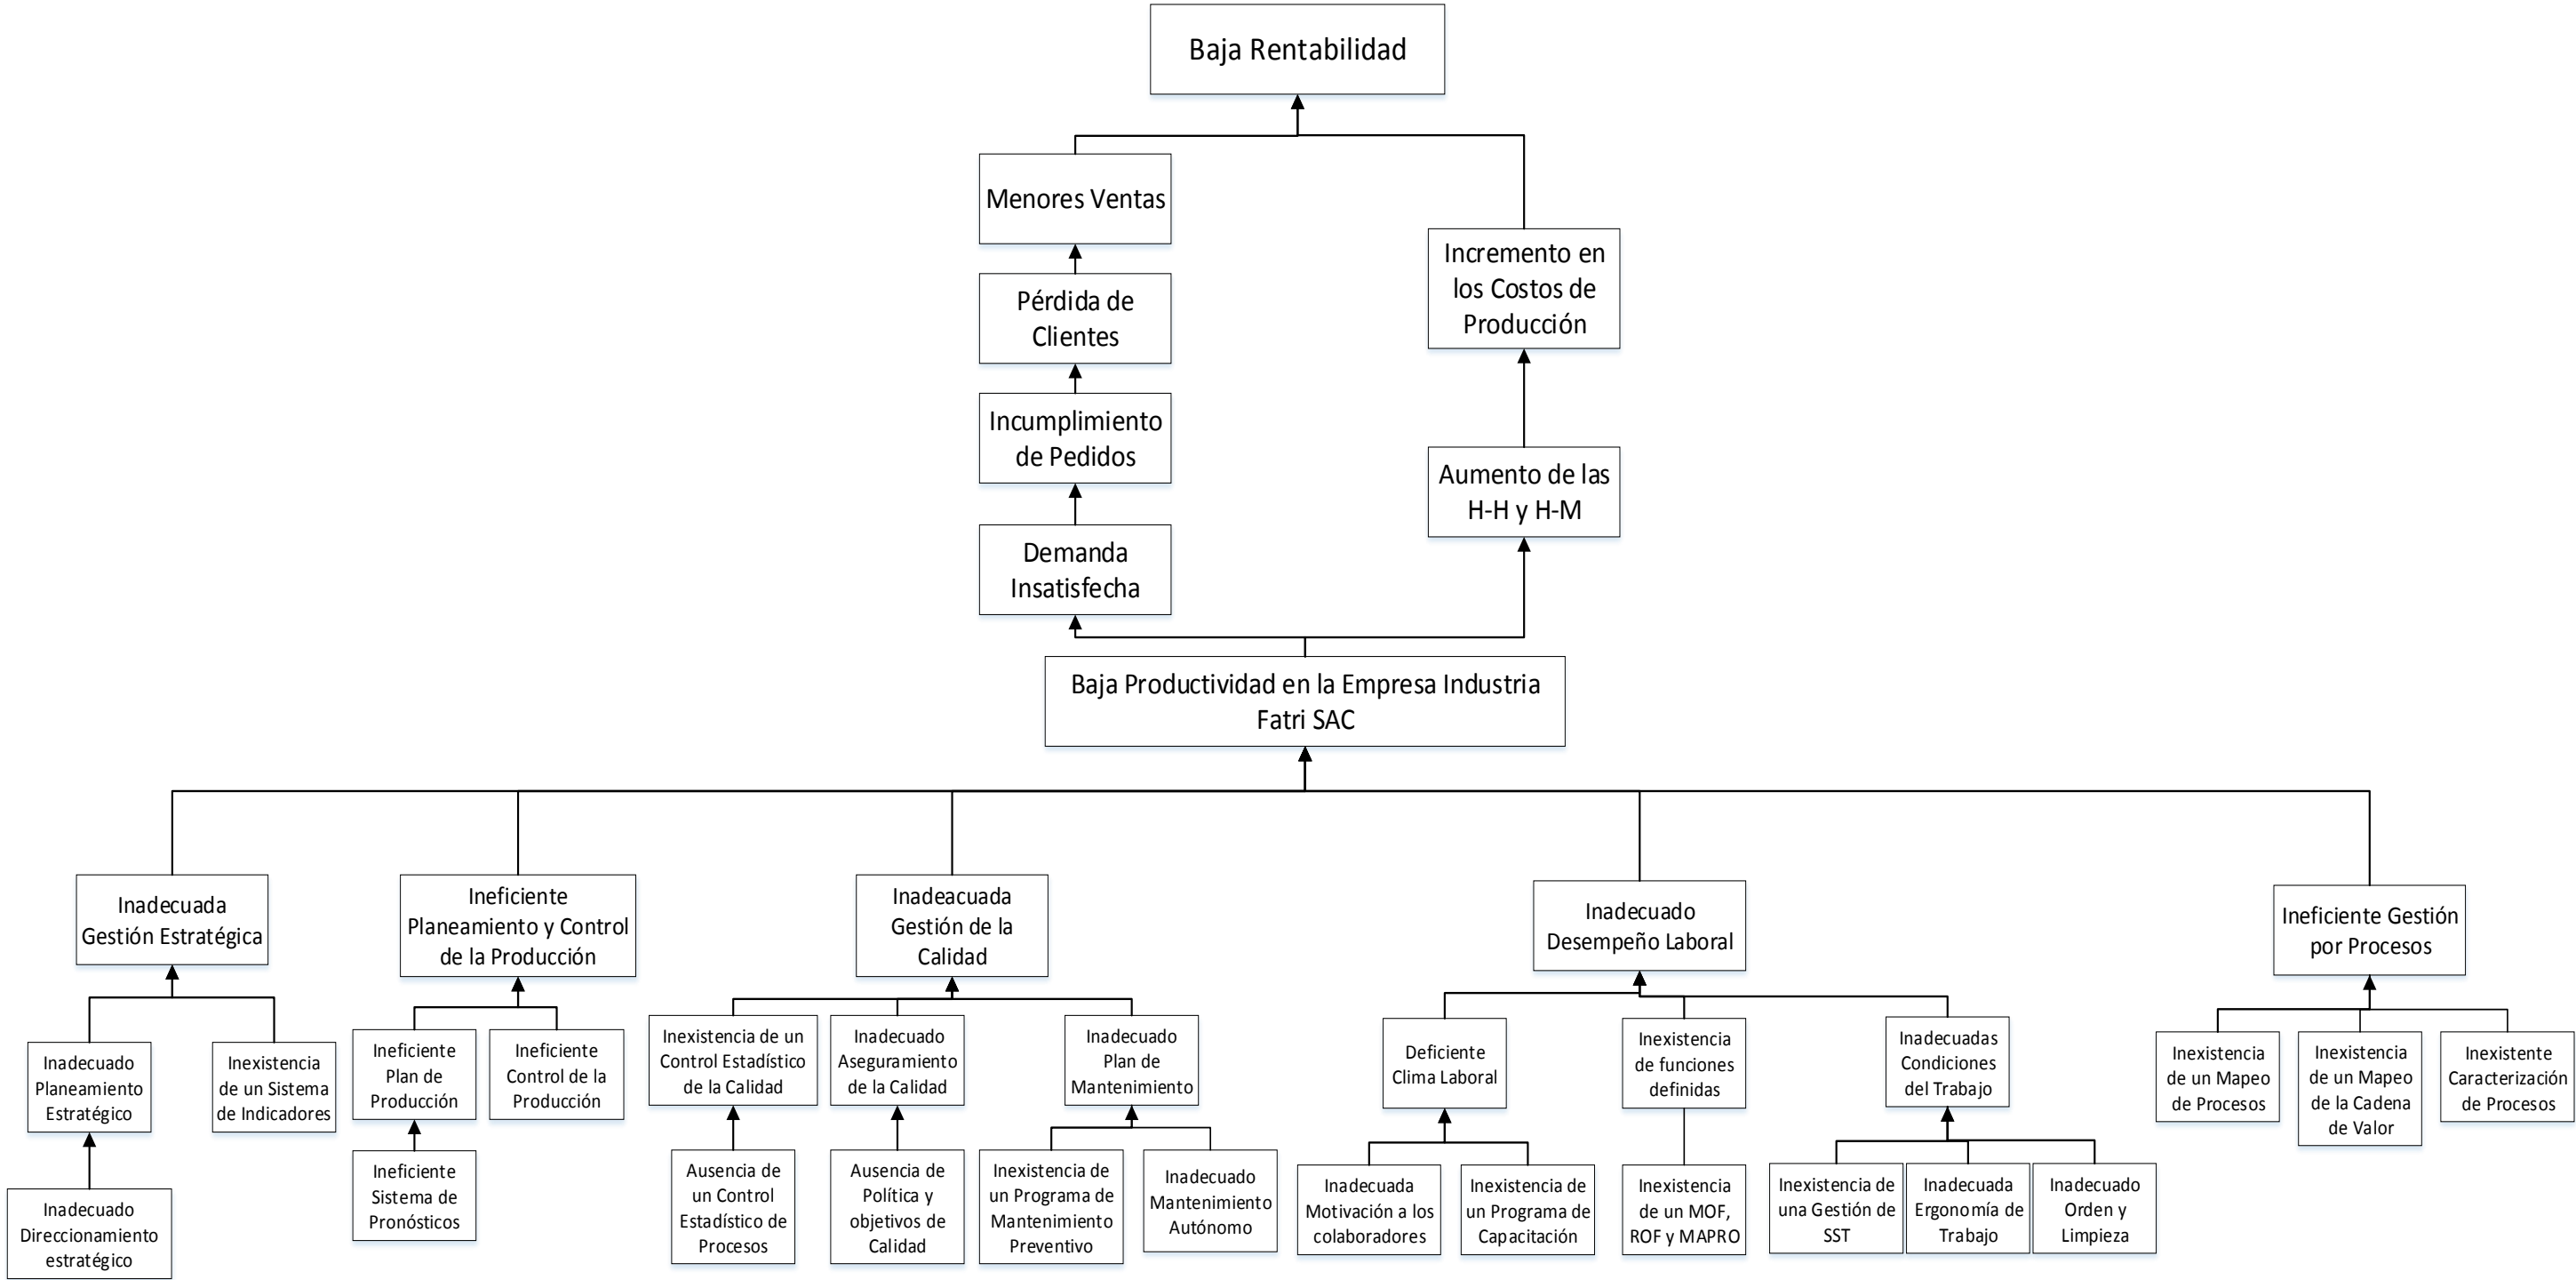 Baja Rentabilidad
Menores Ventas
Incremento en
los Costos de
Producción
Pérdida de
Clientes
Incumplimiento
de Pedidos
Aumento de las
H-H y H-M
Demanda
Insatisfecha
Baja Productividad en la Empresa Industria
Fatri SAC
Inadecuada
Gestión Estratégica
Ineficiente
Planeamiento y Control
de la Producción
Inadeacuada
Gestión de la
Calidad
Inadecuado
Desempeño Laboral
Ineficiente Gestión
por Procesos
Inadecuado
Planeamiento
Estratégico
Inexistencia
de un Sistema
de Indicadores
Ineficiente
Plan de
Producción
Ineficiente
Control de la
Producción
Inexistencia de un
Control Estadístico
de la Calidad
Inadecuado
Aseguramiento
de la Calidad
Inadecuado
Plan de
Mantenimiento
Deficiente
Clima Laboral
Inexistencia
de funciones
definidas
Inadecuadas
Condiciones
del Trabajo
Inexistencia
de un Mapeo
de Procesos
Inexistencia
de un Mapeo
de la Cadena
de Valor
Inexistente
Caracterización
de Procesos
Inadecuado
Direccionamiento
estratégico
Ineficiente
Sistema de
Pronósticos
Ausencia de
un Control
Estadístico de
Procesos
Ausencia de
Política y
objetivos de
Calidad
Inexistencia de
un Programa de
Mantenimiento
Preventivo
Inadecuado
Mantenimiento
Autónomo
Inadecuada
Motivación a los
colaboradores
Inexistencia de
un Programa de
Capacitación
Inexistencia
de un MOF,
ROF y MAPRO
Inexistencia de
una Gestión de
SST
Inadecuada
Ergonomía de
Trabajo
Inadecuado
Orden y
Limpieza